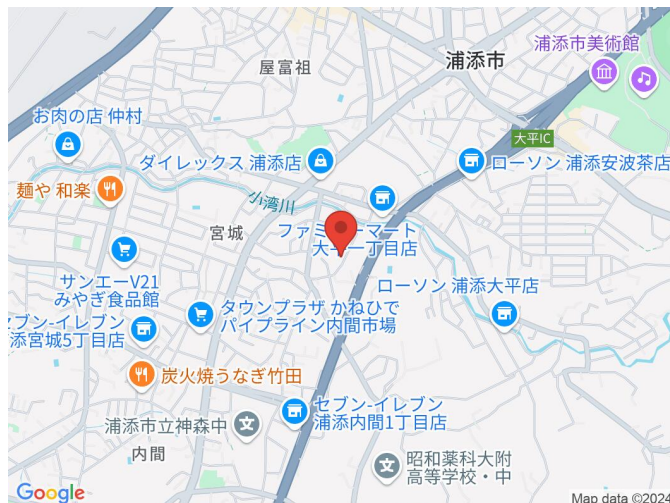 浦添市美術館
屋富祖
浦添市
お肉の店 仲村
大平IC
ダイレックス 浦添店
ローソン 浦添安波茶店
麺や 和楽
小湾川
宮城
ファミリーマート
一丁目店
サンエーV21
みやぎ食品館
ローソン 浦添大平店
タウンプラザ かねひで
パイプライン内間市場
セブン-イレブン
添宮城5丁目店
炭火焼うなぎ竹田
セブン-イレブン
浦添内間1丁目店
浦添市立神森中
内間
昭和薬科大附
高等学校・中
Google
Map data ©2024